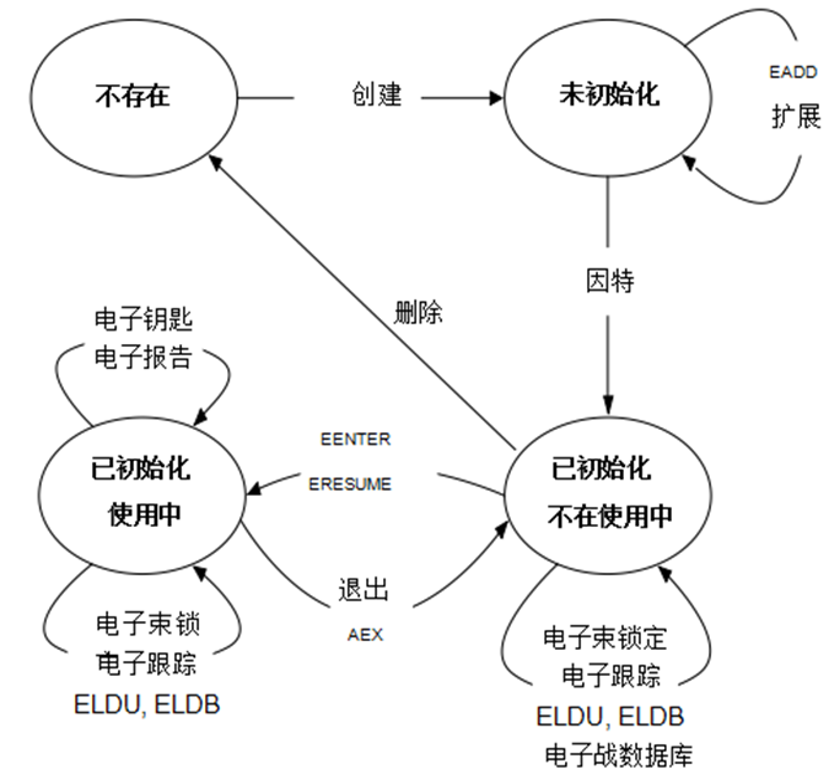 不存在
创建
未初始化
EADD
扩展
因特
删除
电子钥匙
电子报告
EENTER
ERESUME
已初始化
使用中
已初始化
不在使用中
退出
AEX
电子束锁
电子跟踪
ELDU, ELDB
电子束锁定
电子跟踪
ELDU, ELDB
电子战数据库